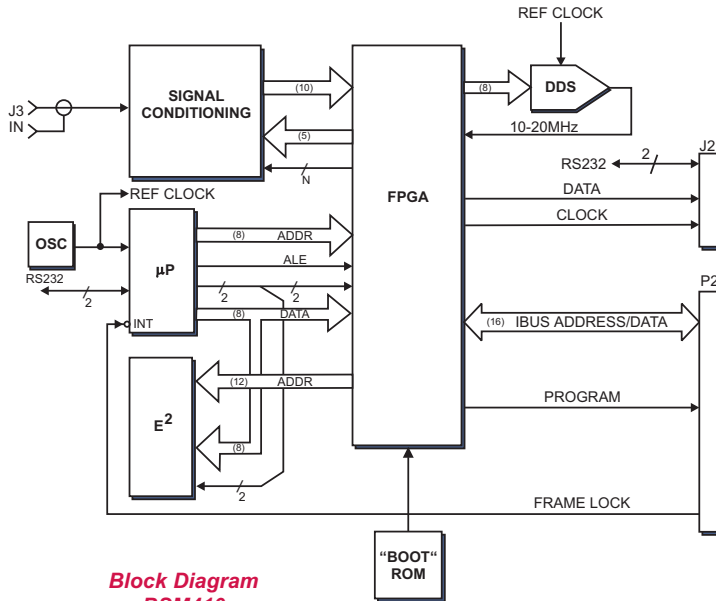 REF CLOCK
J3
IN
SIGNAL
CONDITIONING
(10)
(5)
N
FPGA
(8)
DDS
10-20MHz
J2
RS232
2
DATA
CLOCK
REF CLOCK
OSC
RS232
2
µP
INT
(8) ADDR
ALE
2 2
DATA
(8)
P2
(16) IBUS ADDRESS/DATA
E2
(12) ADDR
(8)
2
PROGRAM
FRAME LOCK
"BOOT"
ROM
Block Diagram